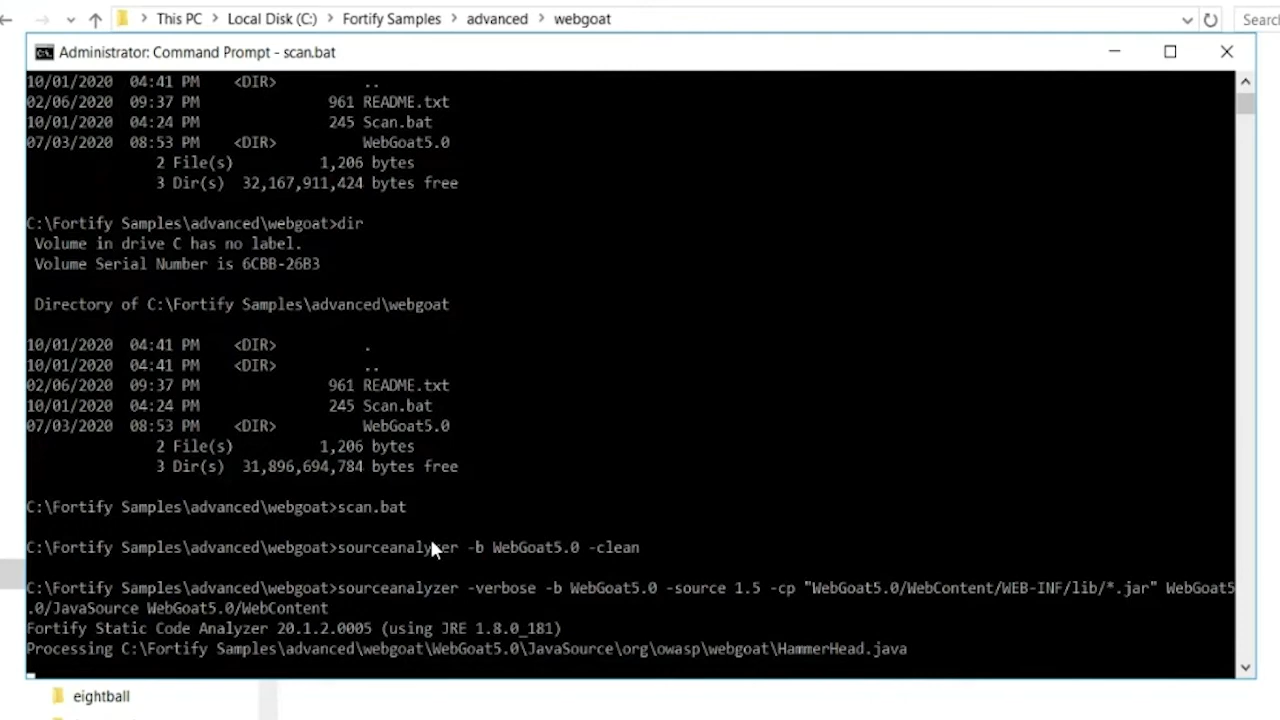 This PC > Local Disk (C:) > Fortify Samples > advanced > webgoat
Search
Administrator: Command Prompt - scan.bat
10/01/2020  04:41 PM    <DIR>          ..
02/06/2020  09:37 PM               961 README.txt
10/01/2020  04:24 PM               245 Scan.bat
07/03/2020  08:53 PM    <DIR>          WebGoat5.0
2 File(s)          1,206 bytes
3 Dir(s)  32,167,911,424 bytes free
C:\Fortify Samples\advanced\webgoat>dir
Volume in drive C has no label.
Volume Serial Number is 6CBB-26B3
Directory of C:\Fortify Samples\advanced\webgoat
10/01/2020  04:41 PM    <DIR>          .
10/01/2020  04:41 PM    <DIR>          ..
02/06/2020  09:37 PM               961 README.txt
10/01/2020  04:24 PM               245 Scan.bat
07/03/2020  08:53 PM    <DIR>          WebGoat5.0
2 File(s)          1,206 bytes
3 Dir(s)  31,896,694,784 bytes free
C:\Fortify Samples\advanced\webgoat>scan.bat
C:\Fortify Samples\advanced\webgoat>sourceanalyzer -b WebGoat5.0 -clean
C:\Fortify Samples\advanced\webgoat>sourceanalyzer -verbose -b WebGoat5.0 -source 1.5 -cp "WebGoat5.0/WebContent/WEB-INF/lib/*.jar" WebGoat5
.0/JavaSource WebGoat5.0/WebContent
Fortify Static Code Analyzer 20.1.2.0005 (using JRE 1.8.0_181)
Processing C:\Fortify Samples\advanced\webgoat\WebGoat5.0\JavaSource\org\owasp\webgoat\HammerHead.java
eightball